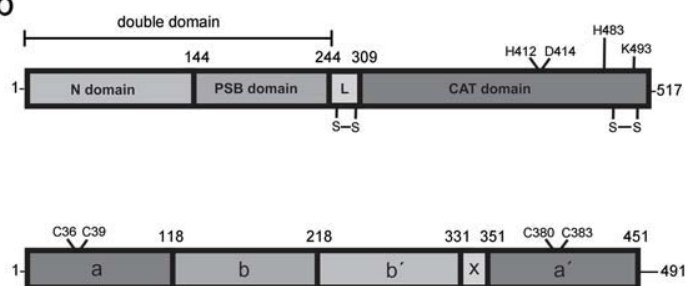 double domain
144 244 309 H412 D414 H483 K493
1- N domain PSB domain L CAT domain -517
S–S S–S
C36 C39 118 218 331 351 C380 C383 451
1- a b b´ x a´ 491